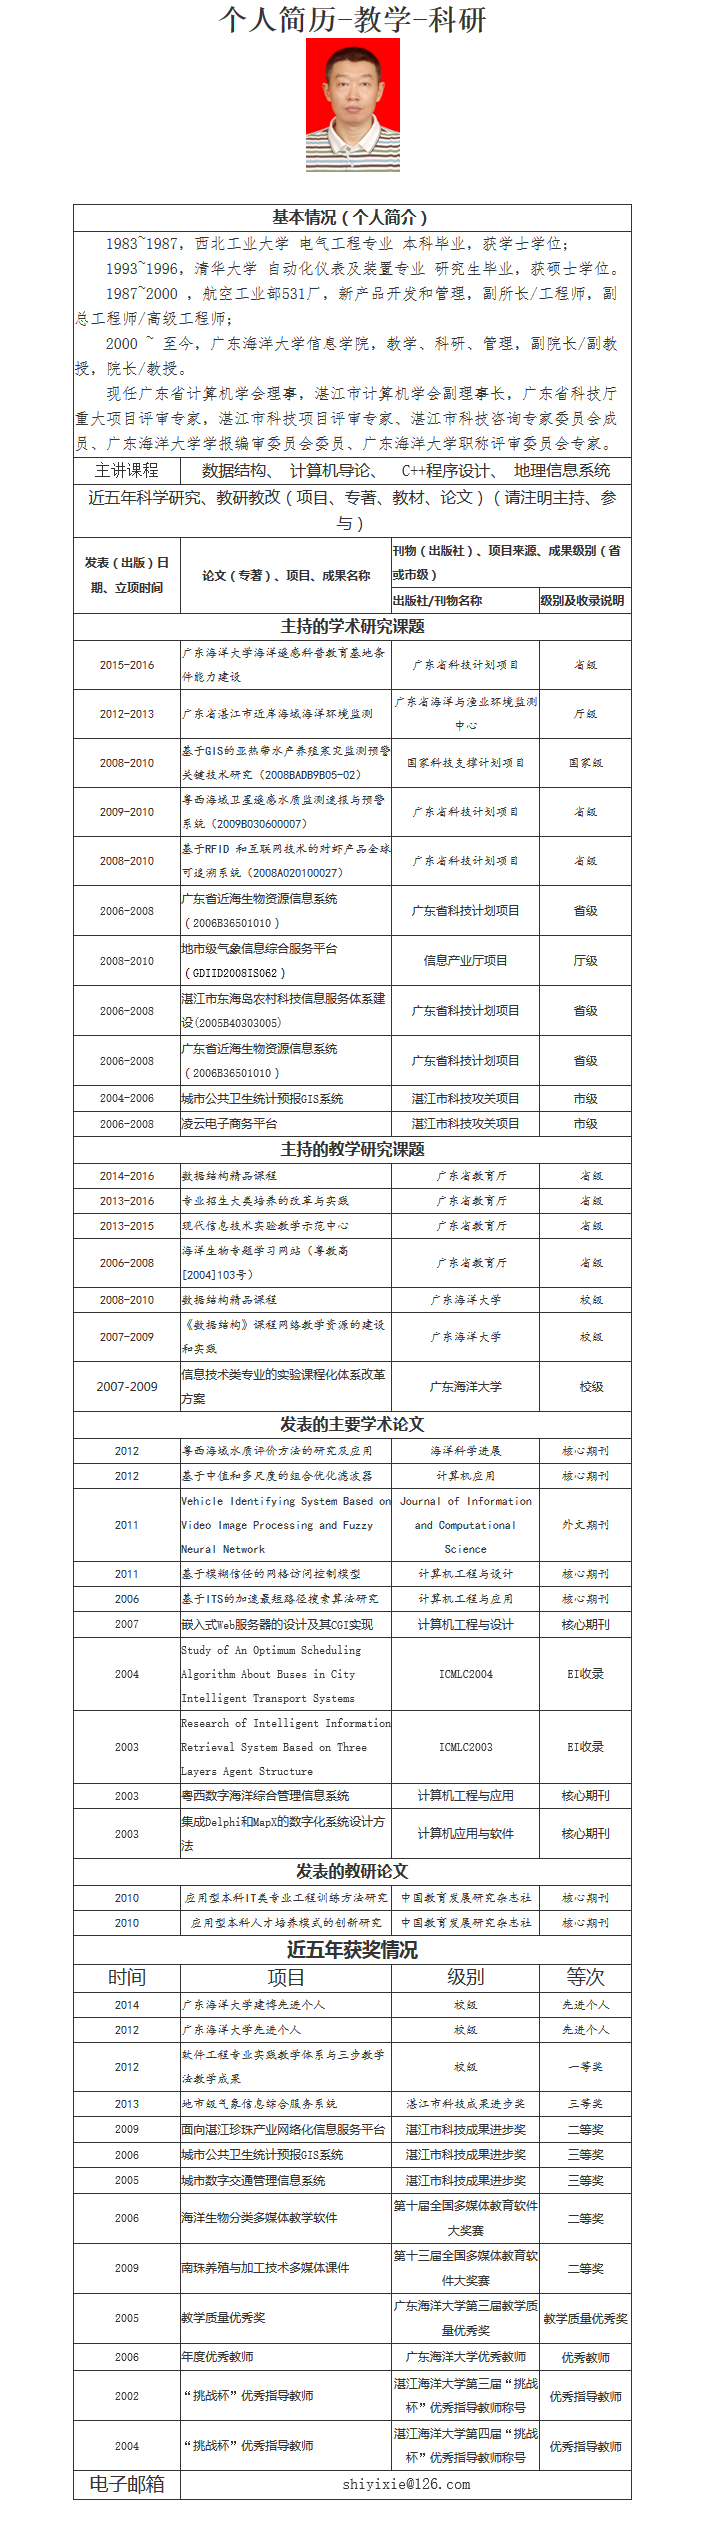 个人简历-教学-科研
基本情况（个人简介）
1983~1987，西北工业大学 电气工程专业 本科毕业，获学士学位；
1993~1996，清华大学 自动化仪表及装置专业 研究生毕业，获硕士学位。
1987~2000 ，航空工业部531厂，新产品开发和管理，副所长/工程师，副
总工程师/高级工程师；
2000 ~ 至今，广东海洋大学信息学院，教学、科研、管理，副院长/副教
授，院长/教授。
现任广东省计算机学会理事，湛江市计算机学会副理事长，广东省科技厅
重大项目评审专家，湛江市科技项目评审专家、湛江市科技咨询专家委员会成
员、广东海洋大学学报编审委员会委员、广东海洋大学职称评审委员会专家。
主讲课程 数据结构、 计算机导论、 C++程序设计、 地理信息系统
近五年科学研究、教研教改（项目、专著、教材、论文）（请注明主持、参
与）
发表（出版）日
期、立项时间
论文（专著）、项目、成果名称
刊物（出版社）、项目来源、成果级别（省
或市级）
出版社/刊物名称 级别及收录说明
主持的学术研究课题
2015-2016
广东海洋大学海洋遥感科普教育基地条
件能力建设
广东省科技计划项目 省级
2012-2013 广东省湛江市近岸海域海洋环境监测
广东省海洋与渔业环境监测
中心
厅级
2008-2010
基于GIS的亚热带水产养殖寒灾监测预警
关键技术研究（2008BADB9B05-02）
国家科技支撑计划项目 国家级
2009-2010
粤西海域卫星遥感水质监测速报与预警
系统（2009B030600007）
广东省科技计划项目 省级
2008-2010
基于RFID 和互联网技术的对虾产品全球
可追溯系统（2008A020100027）
广东省科技计划项目 省级
2006-2008
广东省近海生物资源信息系统
（2006B36501010）
广东省科技计划项目 省级
2008-2010
地市级气象信息综合服务平台
（GDIID2008IS062）
信息产业厅项目 厅级
2006-2008
湛江市东海岛农村科技信息服务体系建
设(2005B40303005)
广东省科技计划项目 省级
2006-2008
广东省近海生物资源信息系统
（2006B36501010）
广东省科技计划项目 省级
2004-2006 城市公共卫生统计预报GIS系统 湛江市科技攻关项目 市级
2006-2008 凌云电子商务平台 湛江市科技攻关项目 市级
主持的教学研究课题
2014-2016 数据结构精品课程 广东省教育厅 省级
2013-2016 专业招生大类培养的改革与实践 广东省教育厅 省级
2013-2015 现代信息技术实验教学示范中心 广东省教育厅 省级
2006-2008
海洋生物专题学习网站（粤教高
[2004]103号）
广东省教育厅 省级
2008-2010 数据结构精品课程 广东海洋大学 校级
2007-2009
《数据结构》课程网络教学资源的建设
和实践
广东海洋大学 校级
2007-2009
信息技术类专业的实验课程化体系改革
方案
广东海洋大学 校级
发表的主要学术论文
2012 粤西海域水质评价方法的研究及应用 海洋科学进展 核心期刊
2012 基于中值和多尺度的组合优化滤波器 计算机应用 核心期刊
2011
Vehicle Identifying System Based on
Video Image Processing and Fuzzy
Neural Network
Journal of Information
and Computational
Science
外文期刊
2011 基于模糊信任的网格访问控制模型 计算机工程与设计 核心期刊
2006 基于ITS的加速最短路径搜索算法研究 计算机工程与应用 核心期刊
2007 嵌入式Web服务器的设计及其CGI实现 计算机工程与设计 核心期刊
2004
Study of An Optimum Scheduling
Algorithm About Buses in City
Intelligent Transport Systems
ICMLC2004 EI收录
2003
Research of Intelligent Information
Retrieval System Based on Three
Layers Agent Structure
ICMLC2003 EI收录
2003 粤西数字海洋综合管理信息系统 计算机工程与应用 核心期刊
2003
集成Delphi和MapX的数字化系统设计方
法
计算机应用与软件 核心期刊
发表的教研论文
2010 应用型本科IT类专业工程训练方法研究 中国教育发展研究杂志社 核心期刊
2010 应用型本科人才培养模式的创新研究 中国教育发展研究杂志社 核心期刊
近五年获奖情况
时间 项目 级别 等次
2014 广东海洋大学建博先进个人 校级 先进个人
2012 广东海洋大学先进个人 校级 先进个人
2012
软件工程专业实践教学体系与三步教学
法教学成果
校级 一等奖
2013 地市级气象信息综合服务系统 湛江市科技成果进步奖 三等奖
2009 面向湛江珍珠产业网络化信息服务平台 湛江市科技成果进步奖 二等奖
2006 城市公共卫生统计预报GIS系统 湛江市科技成果进步奖 三等奖
2005 城市数字交通管理信息系统 湛江市科技成果进步奖 三等奖
2006 海洋生物分类多媒体教学软件
第十届全国多媒体教育软件
大奖赛
二等奖
2009 南珠养殖与加工技术多媒体课件
第十三届全国多媒体教育软
件大奖赛
二等奖
2005 教学质量优秀奖
广东海洋大学第三届教学质
量优秀奖
教学质量优秀奖
2006 年度优秀教师 广东海洋大学优秀教师 优秀教师
2002 “挑战杯”优秀指导教师
湛江海洋大学第三届“挑战
杯”优秀指导教师称号
优秀指导教师
2004 “挑战杯”优秀指导教师
湛江海洋大学第四届“挑战
杯”优秀指导教师称号
优秀指导教师
电子邮箱 shiyixie@126.com